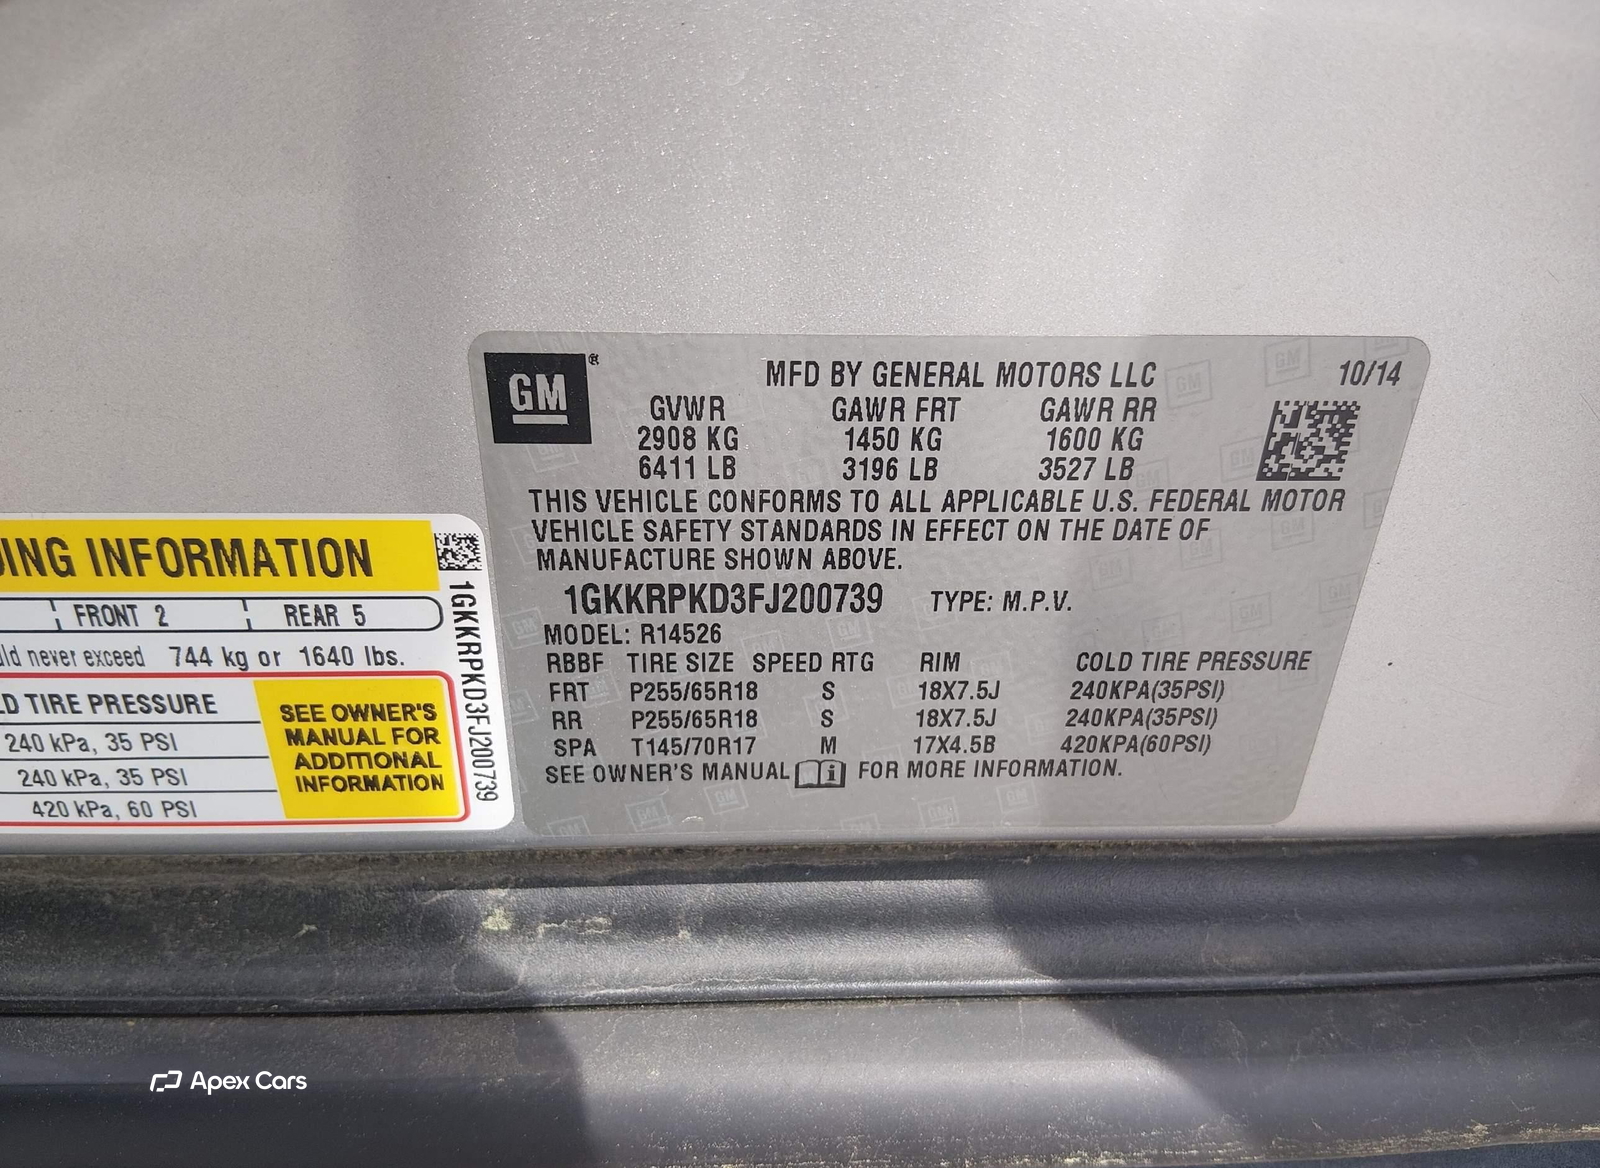 GM ®
MFD BY GENERAL MOTORS LLC 10/14
GVWR GAWR FRT GAWR RR
2908 KG 1450 KG 1600 KG
6411 LB 3196 LB 3527 LB
THIS VEHICLE CONFORMS TO ALL APPLICABLE U.S. FEDERAL MOTOR
VEHICLE SAFETY STANDARDS IN EFFECT ON THE DATE OF
MANUFACTURE SHOWN ABOVE.
1GKKRPKD3FJ200739 TYPE: M.P.V.
MODEL: R14526
RBBF TIRE SIZE SPEED RTG RIM COLD TIRE PRESSURE
FRT P255/65R18 S 18X7.5J 240KPA(35PSI)
RR P255/65R18 S 18X7.5J 240KPA(35PSI)
SPA T145/70R17 M 17X4.5B 420KPA(60PSI)
SEE OWNER'S MANUAL FOR MORE INFORMATION.
INFORMATION
FRONT 2 REAR 5
never exceed 744 kg or 1640 lbs.
TIRE PRESSURE
240 kPa, 35 PSI
240 kPa, 35 PSI
420 kPa, 60 PSI
SEE OWNER'S
MANUAL FOR
ADDITIONAL
INFORMATION
1GKKRPKD3FJ200739
Apex Cars